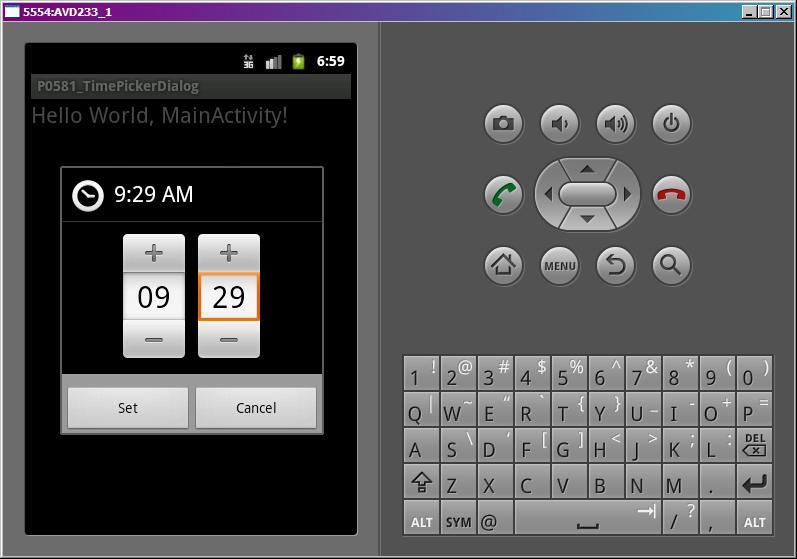 5554:AVD233_1
3G 6:59
P0581_TimePickerDialog
Hello World, MainActivity!
9:29 AM
+ +
09 29
− −
Set Cancel
MENU
1 ! 2 @ 3 # 4 $ 5 % 6 ^ 7 & 8 * 9 ( 0 )
Q | W ~ E “ R ` T { Y } U _ I - O + P =
A S \ D ‘ F [ G ] H < J > K ; L : DEL
Z X C V B N M .
ALT SYM @ / ? , ALT